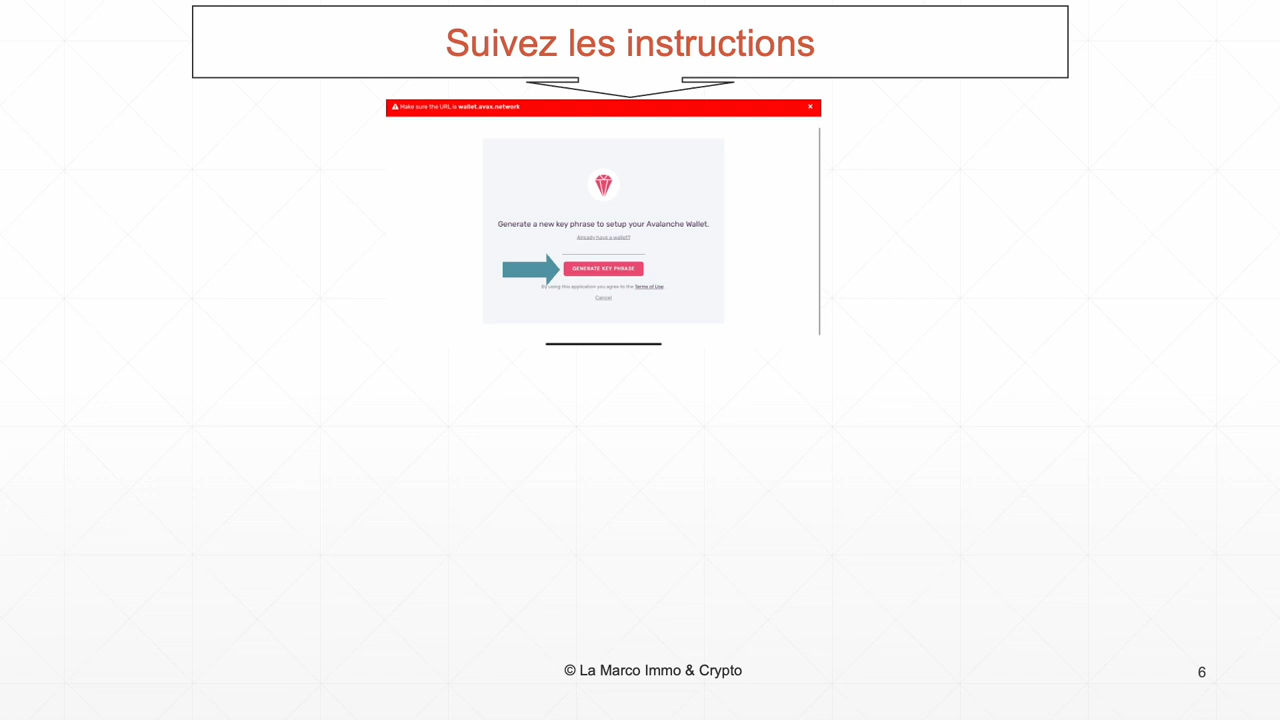 Suivez les instructions
Make sure the URL is wallet.avax.network
Generate a new key phrase to setup your Avalanche Wallet.
Already have a wallet?
GENERATE KEY PHRASE
By using this application you agree to the Terms of Use.
Cancel
© La Marco Immo & Crypto
6